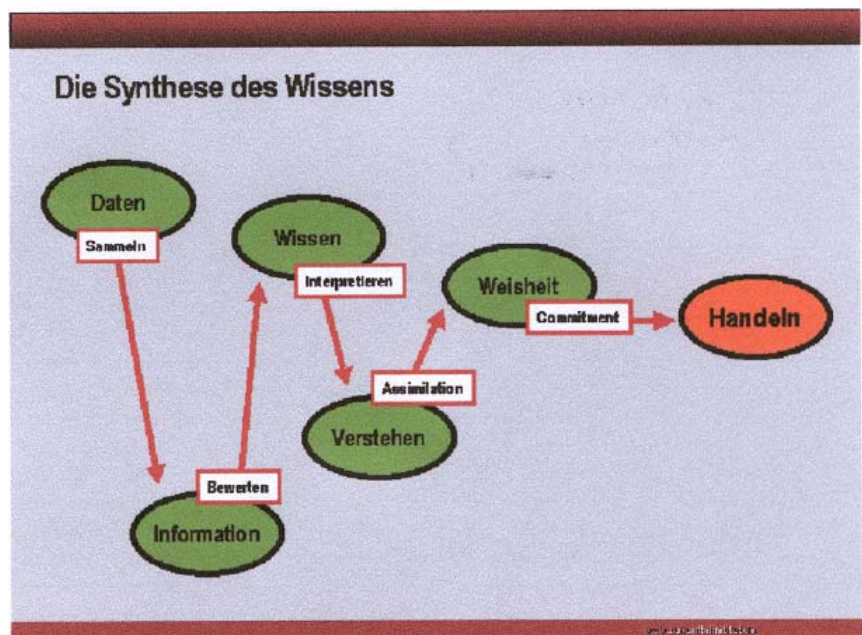 Die Synthese des Wissens
Daten
Sammeln
Wissen
Interpretieren
Weisheit
Commitment
Handeln
Assimilation
Verstehen
Bewerten
Information